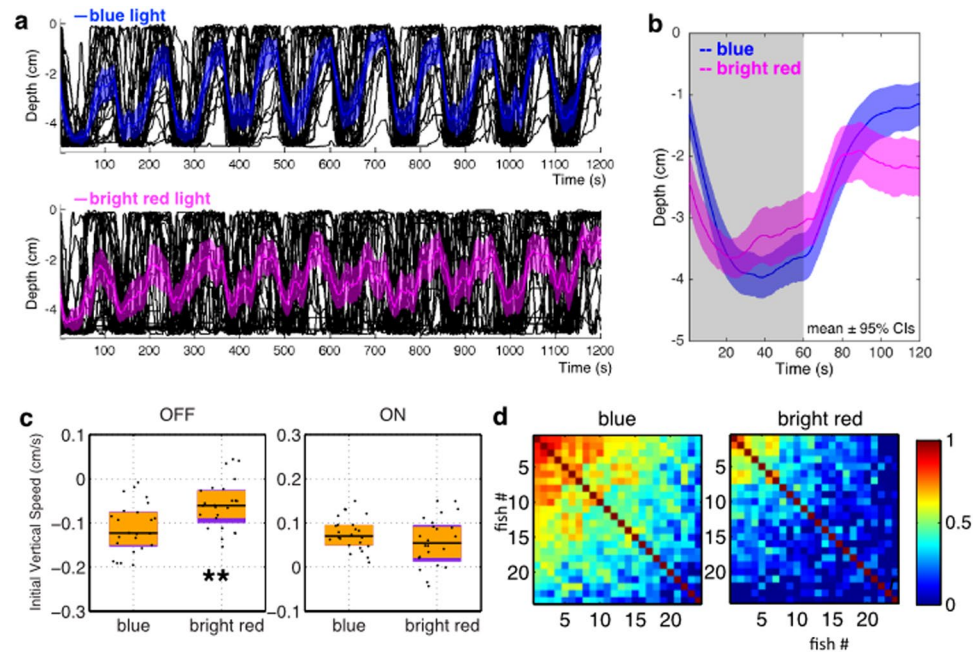 a
—blue light
Depth (cm)
0
-2
-4
100 200 300 400 500 600 700 800 900 1000 1100 1200
Time (s)
—bright red light
Depth (cm)
0
-2
-4
100 200 300 400 500 600 700 800 900 1000 1100 1200
Time (s)
b
-- blue
-- bright red
Depth (cm)
0
-1
-2
-3
-4
-5
mean ± 95% CIs
20 40 60 80 100 120
Time (s)
c
OFF
Initial Vertical Speed (cm/s)
0.1
0
-0.1
-0.2
-0.3
**
blue bright red
ON
0.3
0.2
0.1
0
-0.1
blue bright red
d
blue
fish #
5
10
15
20
5 10 15 20
bright red
5
10
15
20
5 10 15 20
fish #
1
0.5
0